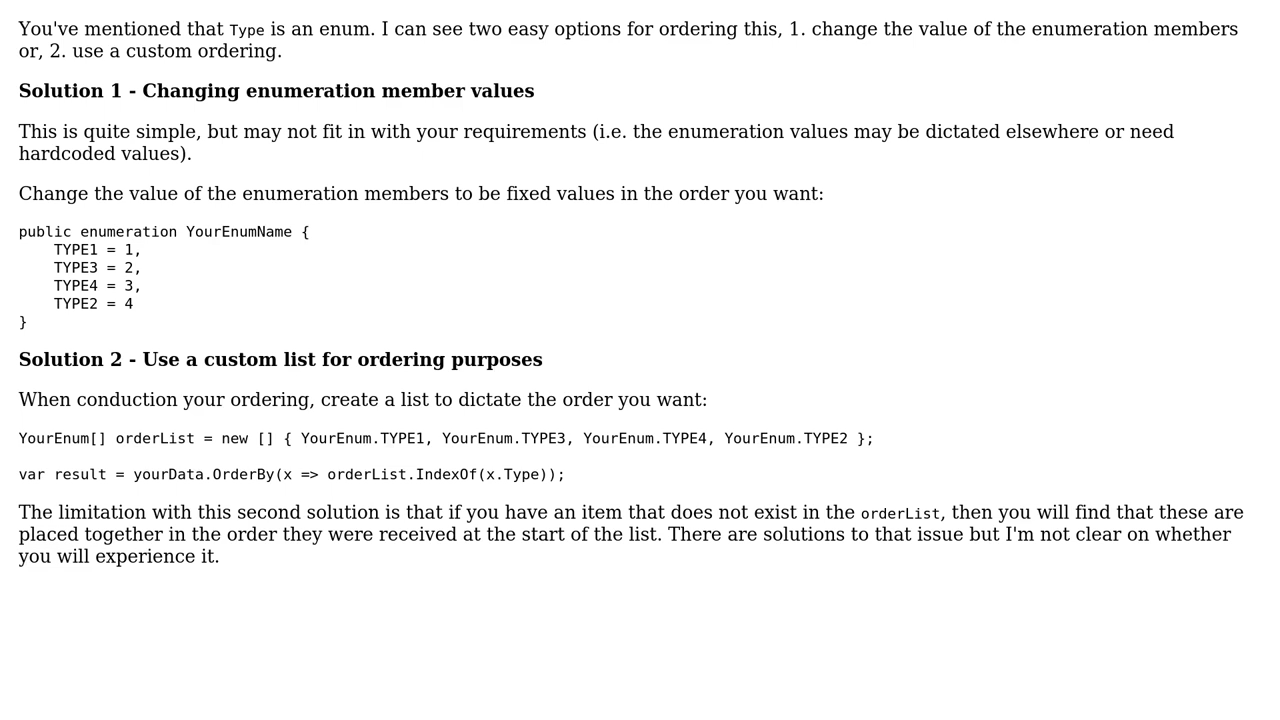 You've mentioned that Type is an enum. I can see two easy options for ordering this, 1. change the value of the enumeration members
or, 2. use a custom ordering.
Solution 1 - Changing enumeration member values
This is quite simple, but may not fit in with your requirements (i.e. the enumeration values may be dictated elsewhere or need
hardcoded values).
Change the value of the enumeration members to be fixed values in the order you want:
public enumeration YourEnumName {
    TYPE1 = 1,
    TYPE3 = 2,
    TYPE4 = 3,
    TYPE2 = 4
}
Solution 2 - Use a custom list for ordering purposes
When conduction your ordering, create a list to dictate the order you want:
YourEnum[] orderList = new [] { YourEnum.TYPE1, YourEnum.TYPE3, YourEnum.TYPE4, YourEnum.TYPE2 };
var result = yourData.OrderBy(x => orderList.IndexOf(x.Type));
The limitation with this second solution is that if you have an item that does not exist in the orderList, then you will find that these are
placed together in the order they were received at the start of the list. There are solutions to that issue but I'm not clear on whether
you will experience it.